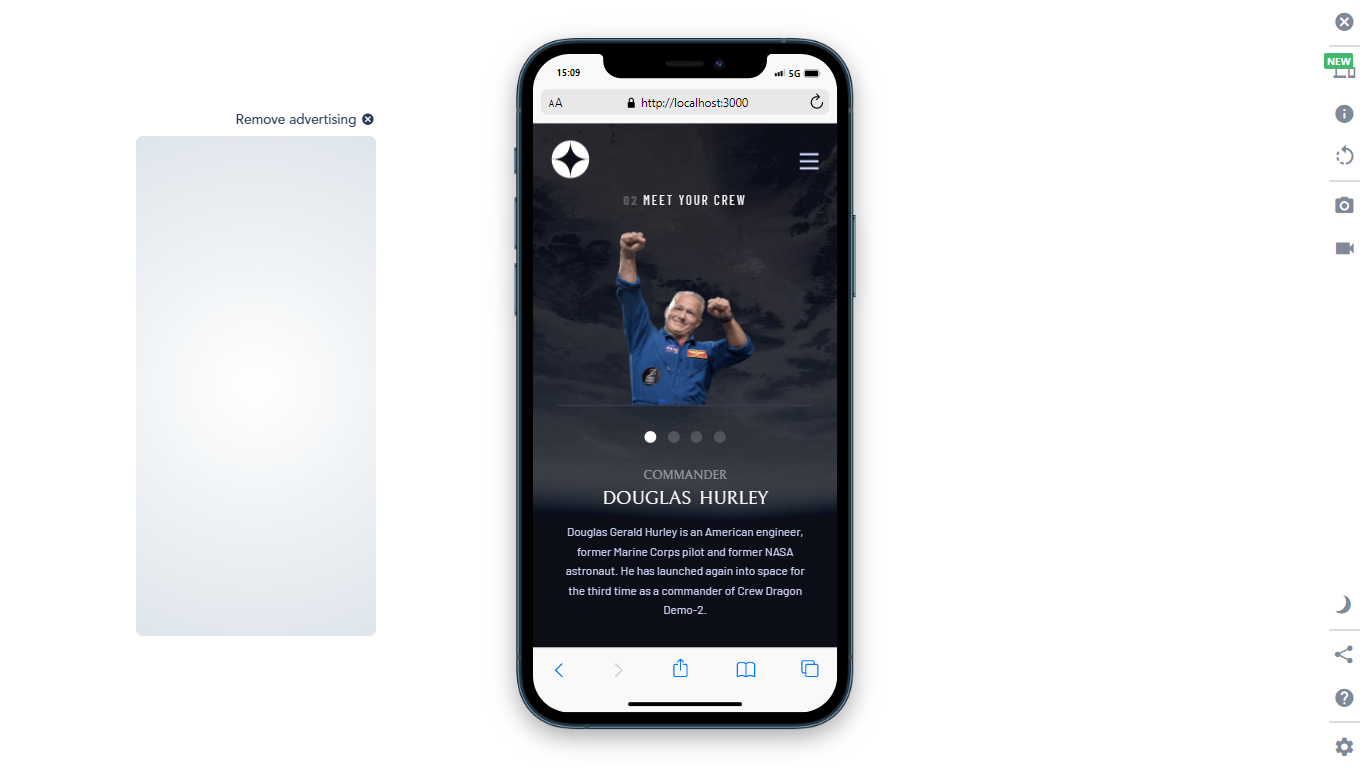 Remove advertising
15:09
5G
AA
http://localhost:3000
02 MEET YOUR CREW
COMMANDER
DOUGLAS HURLEY
Douglas Gerald Hurley is an American engineer,
former Marine Corps pilot and former NASA
astronaut. He has launched again into space for
the third time as a commander of Crew Dragon
Demo-2.
NEW